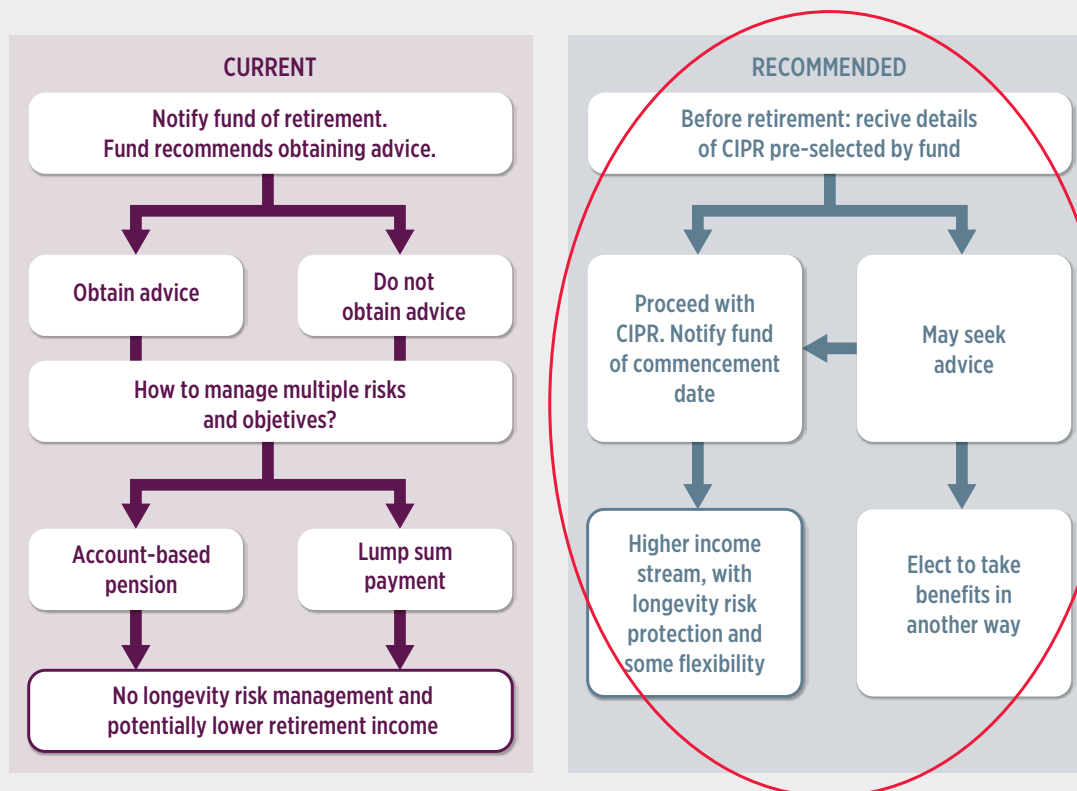 CURRENT
Notify fund of retirement.
Fund recommends obtaining advice.
Obtain advice
Do not
obtain advice
How to manage multiple risks
and objetives?
Account-based
pension
Lump sum
payment
No longevity risk management and
potentially lower retirement income
RECOMMENDED
Before retirement: recive details
of CIPR pre-selected by fund
Proceed with
CIPR. Notify fund
of commencement
date
May seek
advice
Higher income
stream, with
longevity risk
protection and
some flexibility
Elect to take
benefits in
another way